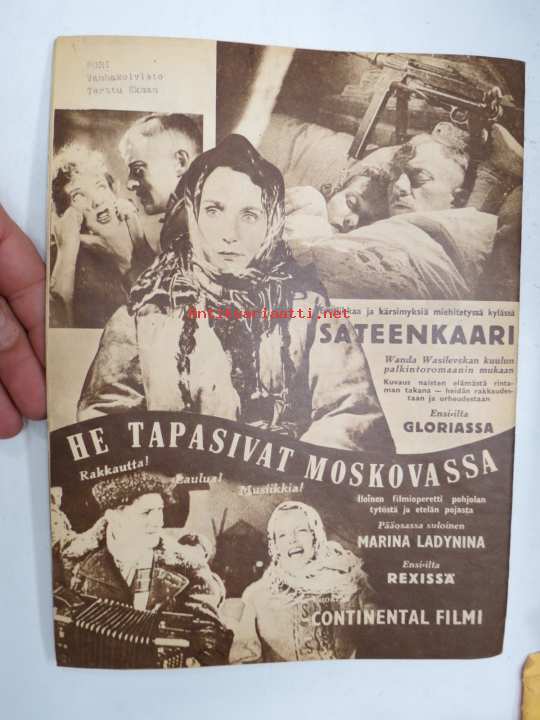 PORI
Vanhakoivisto
Terttu Ekman
Antikvariaatti.net
ja kärsimyksiä miehitetyssä kylässä
SATEENKAARI
Wanda Wasilevskan kuulun
palkintoromaanin mukaan
Kuvaus naisten elämästä rinta-
man takana — heidän rakkaudes-
taan ja urheudestaan
Ensi-ilta
GLORIASSA
HE TAPASIVAT MOSKOVASSA
Rakkautta!
Laulua!
Musiikkia!
Iloinen filmioperetti pohjolan
tytöstä ja etelän pojasta
Pääosassa suloinen
MARINA LADYNINA
Ensi-ilta
REXISSÄ
CONTINENTAL FILMI